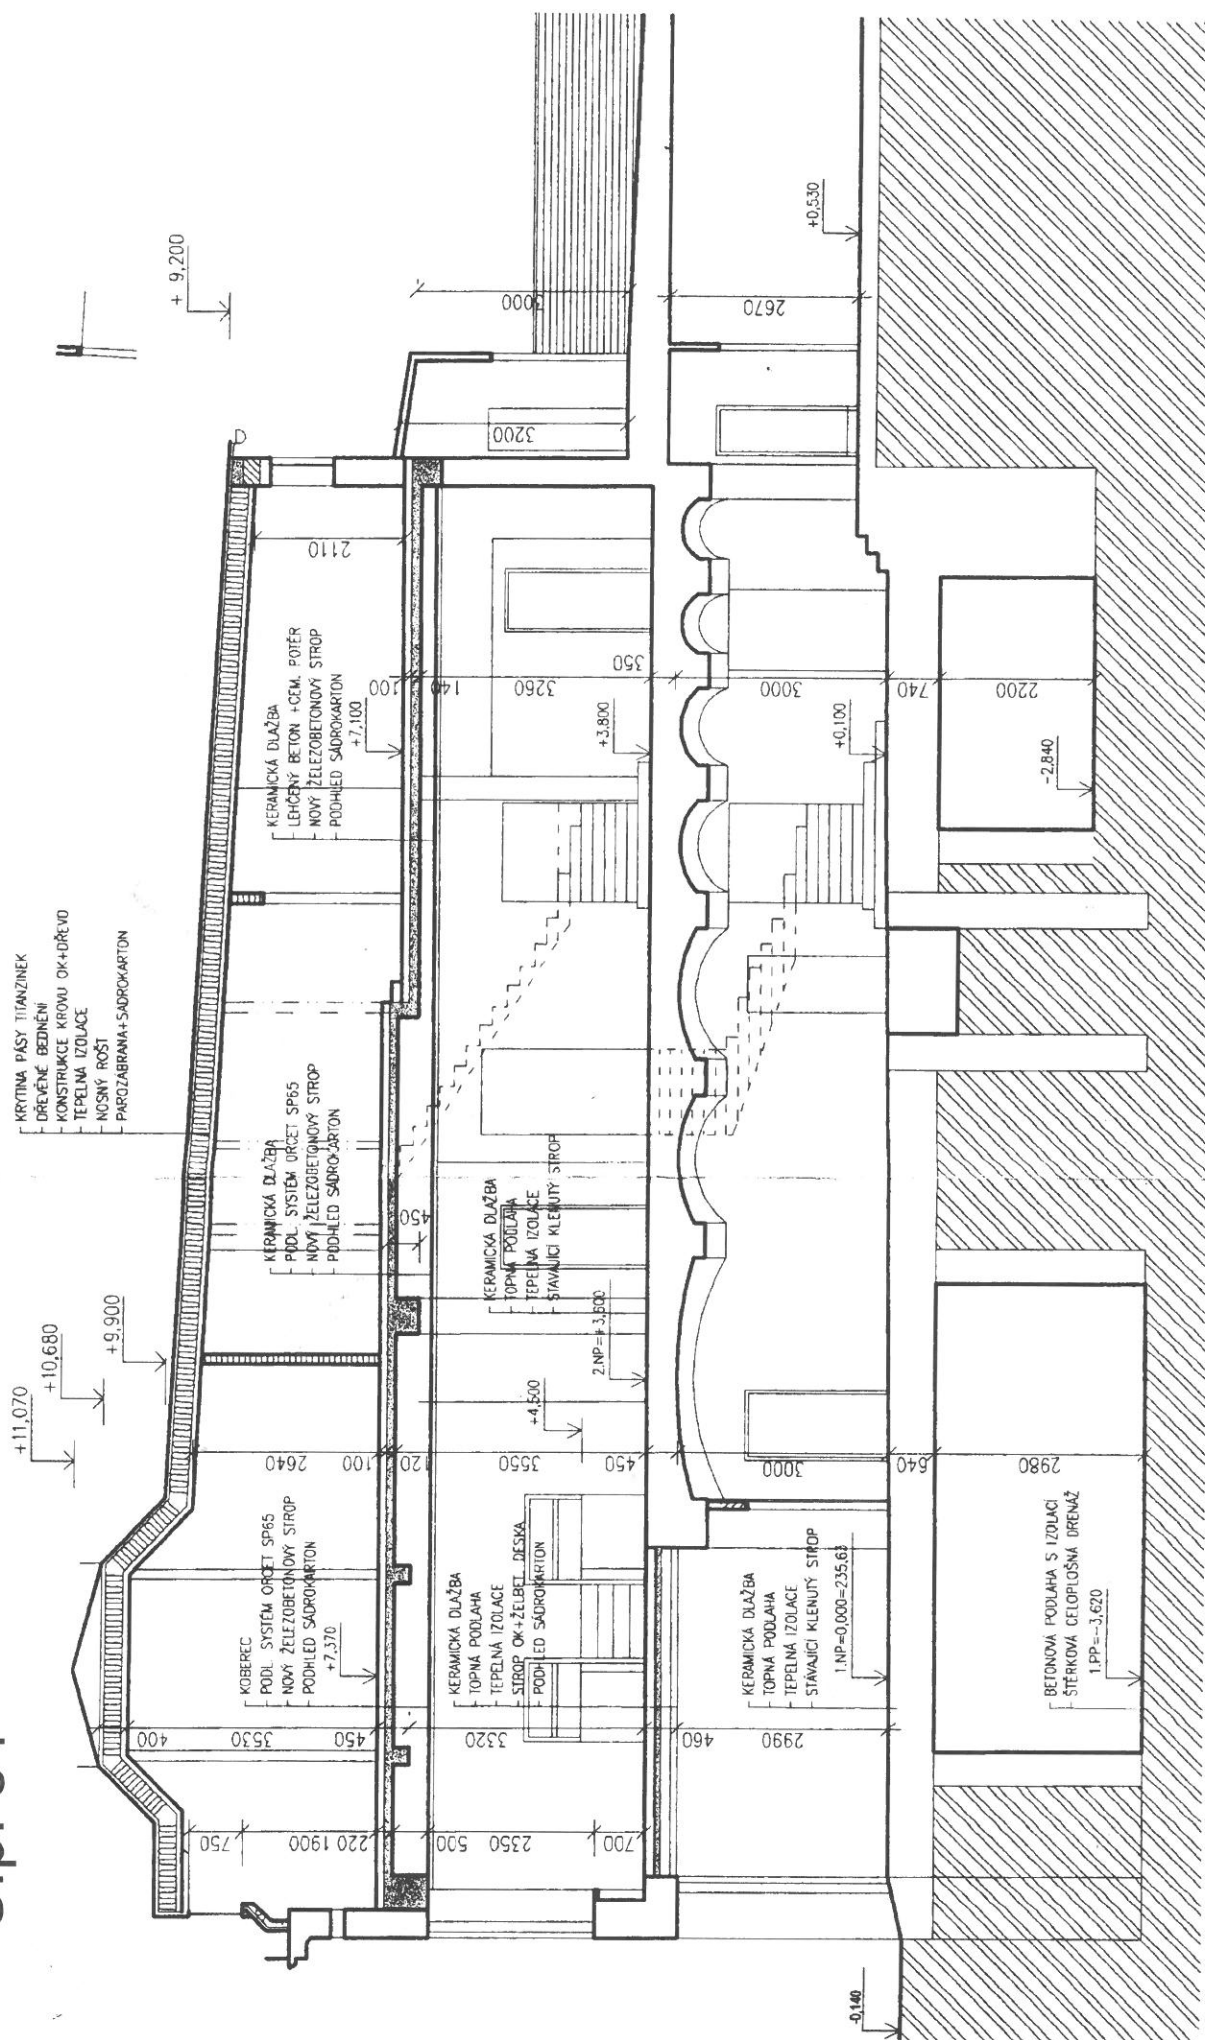 +11,070
+10,680
+9,900
KRYTINA PÁSY TITANZINEK
DŘEVĚNÉ BEDNĚNÍ
KONSTRUKCE KROVU OK+DŘEVO
TEPELNÁ IZOLACE
NOSNÝ ROŠT
PAROZÁBRANA+SADROKARTON
+ 9,200
KOBEREC
PODL. SYSTÉM ORCET SP65
NOVÝ ŽELEZOBETONOVÝ STROP
PODHLED SÁDROKARTON
+7,370
KERAMICKÁ DLAŽBA
PODL. SYSTÉM ORCET SP65
NOVÝ ŽELEZOBETONOVÝ STROP
PODHLED SÁDROKARTON
KERAMICKÁ DLAŽBA
LEHČENÝ BETON +CEM. POTĚR
NOVÝ ŽELEZOBETONOVÝ STROP
PODHLED SÁDROKARTON
+7,100
750
1900
220
400
3530
450
2640
100
120
450
2110
100
140
3200
3000
KERAMICKÁ DLAŽBA
TOPNÁ PODLAHA
TEPELNÁ IZOLACE
STROP OK+ŽELBET. DESKA
PODHLED SÁDROKARTON
+4,500
KERAMICKÁ DLAŽBA
TOPNÁ PODLAHA
TEPELNÁ IZOLACE
STÁVAJÍCÍ KLENUTÝ STROP
2.NP=+3,800
+3,800
500
2350
700
3320
460
3550
450
3260
350
KERAMICKÁ DLAŽBA
TOPNÁ PODLAHA
TEPELNÁ IZOLACE
STÁVAJÍCÍ KLENUTÝ STROP
1.NP=0,000=235,63
+0,100
+0,530
2990
3000
640
3000
740
2670
-0,140
BETONOVÁ PODLAHA S IZOLACÍ
ŠTĚRKOVÁ CELOPLOŠNÁ DRENÁŽ
1.PP=-3,620
2980
2200
-2,840